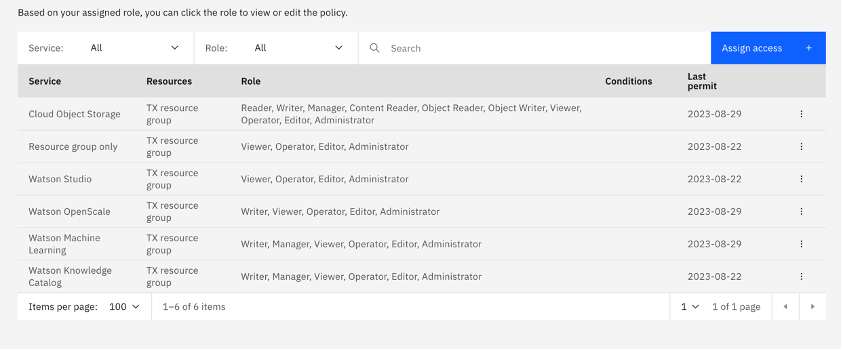 Based on your assigned role, you can click the role to view or edit the policy.
Service: All Role: All Search Assign access +
Service Resources Role Conditions Last permit
Cloud Object Storage TX resource group Reader, Writer, Manager, Content Reader, Object Reader, Object Writer, Viewer, Operator, Editor, Administrator 2023-08-29
Resource group only TX resource group Viewer, Operator, Editor, Administrator 2023-08-22
Watson Studio TX resource group Viewer, Operator, Editor, Administrator 2023-08-22
Watson OpenScale TX resource group Writer, Viewer, Operator, Editor, Administrator 2023-08-29
Watson Machine Learning TX resource group Writer, Manager, Viewer, Operator, Editor, Administrator 2023-08-29
Watson Knowledge Catalog TX resource group Writer, Manager, Viewer, Operator, Editor, Administrator 2023-08-22
Items per page: 100 1–6 of 6 items 1 1 of 1 page